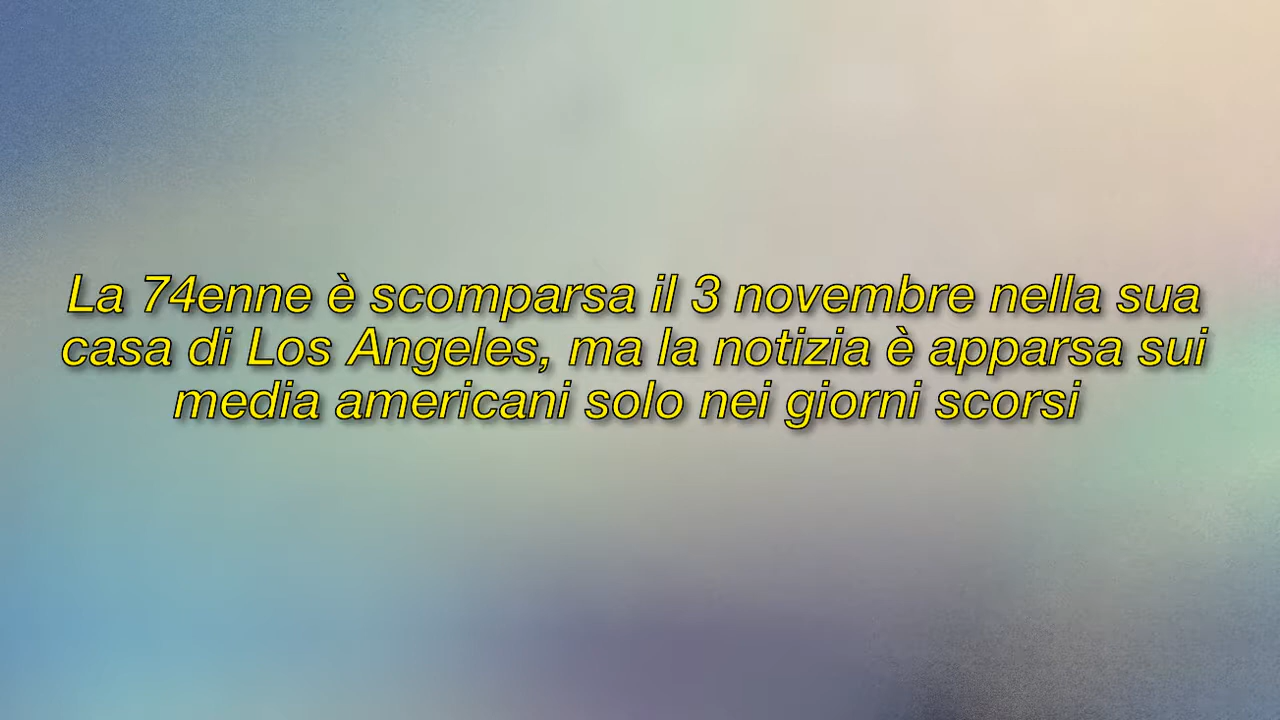 La 74enne è scomparsa il 3 novembre nella sua
casa di Los Angeles, ma la notizia è apparsa sui
media americani solo nei giorni scorsi